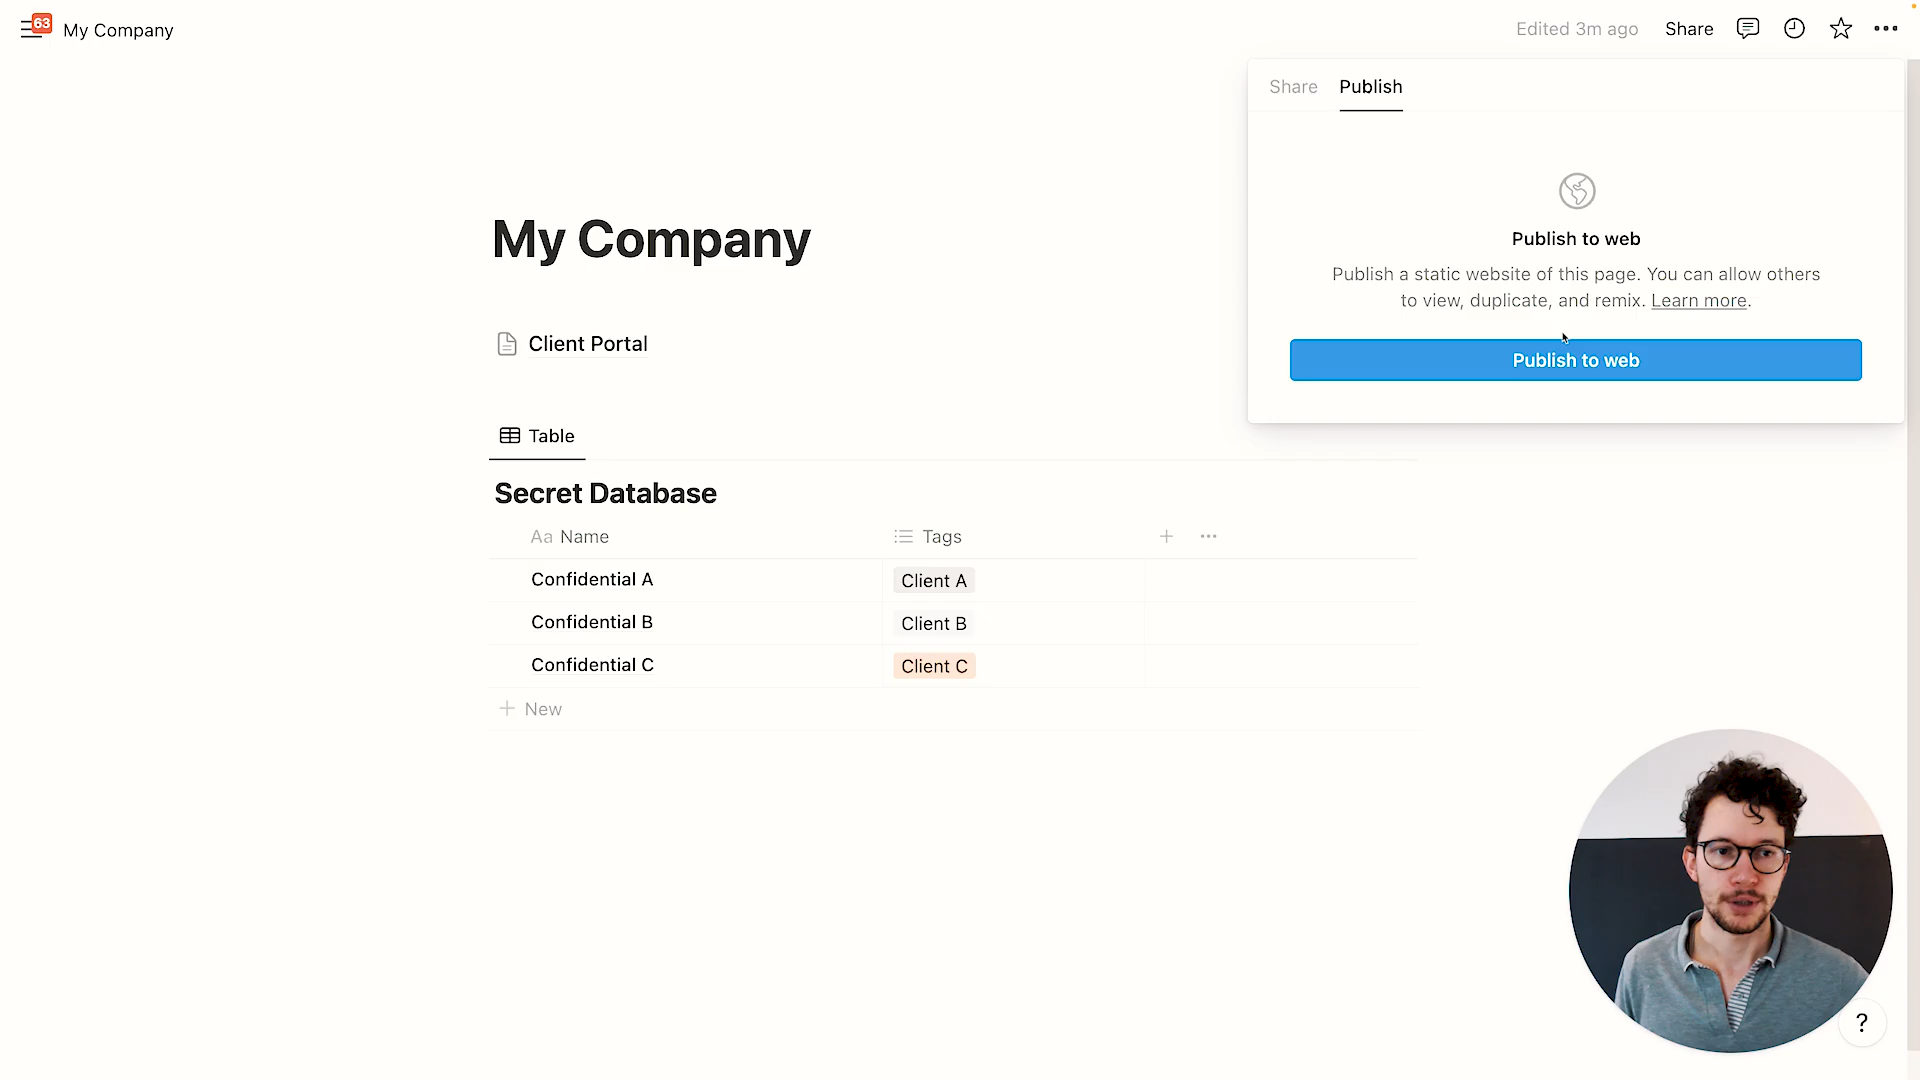 63 My Company
Edited 3m ago Share
Share Publish
Publish to web
Publish a static website of this page. You can allow others
to view, duplicate, and remix. Learn more.
Publish to web
My Company
Client Portal
Table
Secret Database
Aa Name Tags
Confidential A Client A
Confidential B Client B
Confidential C Client C
New
?